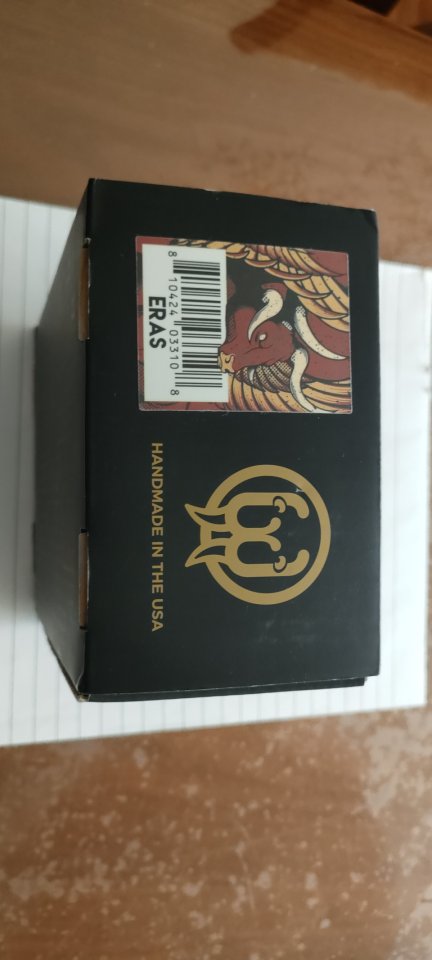 8 10424 03310 8
ERAS
HANDMADE IN THE USA